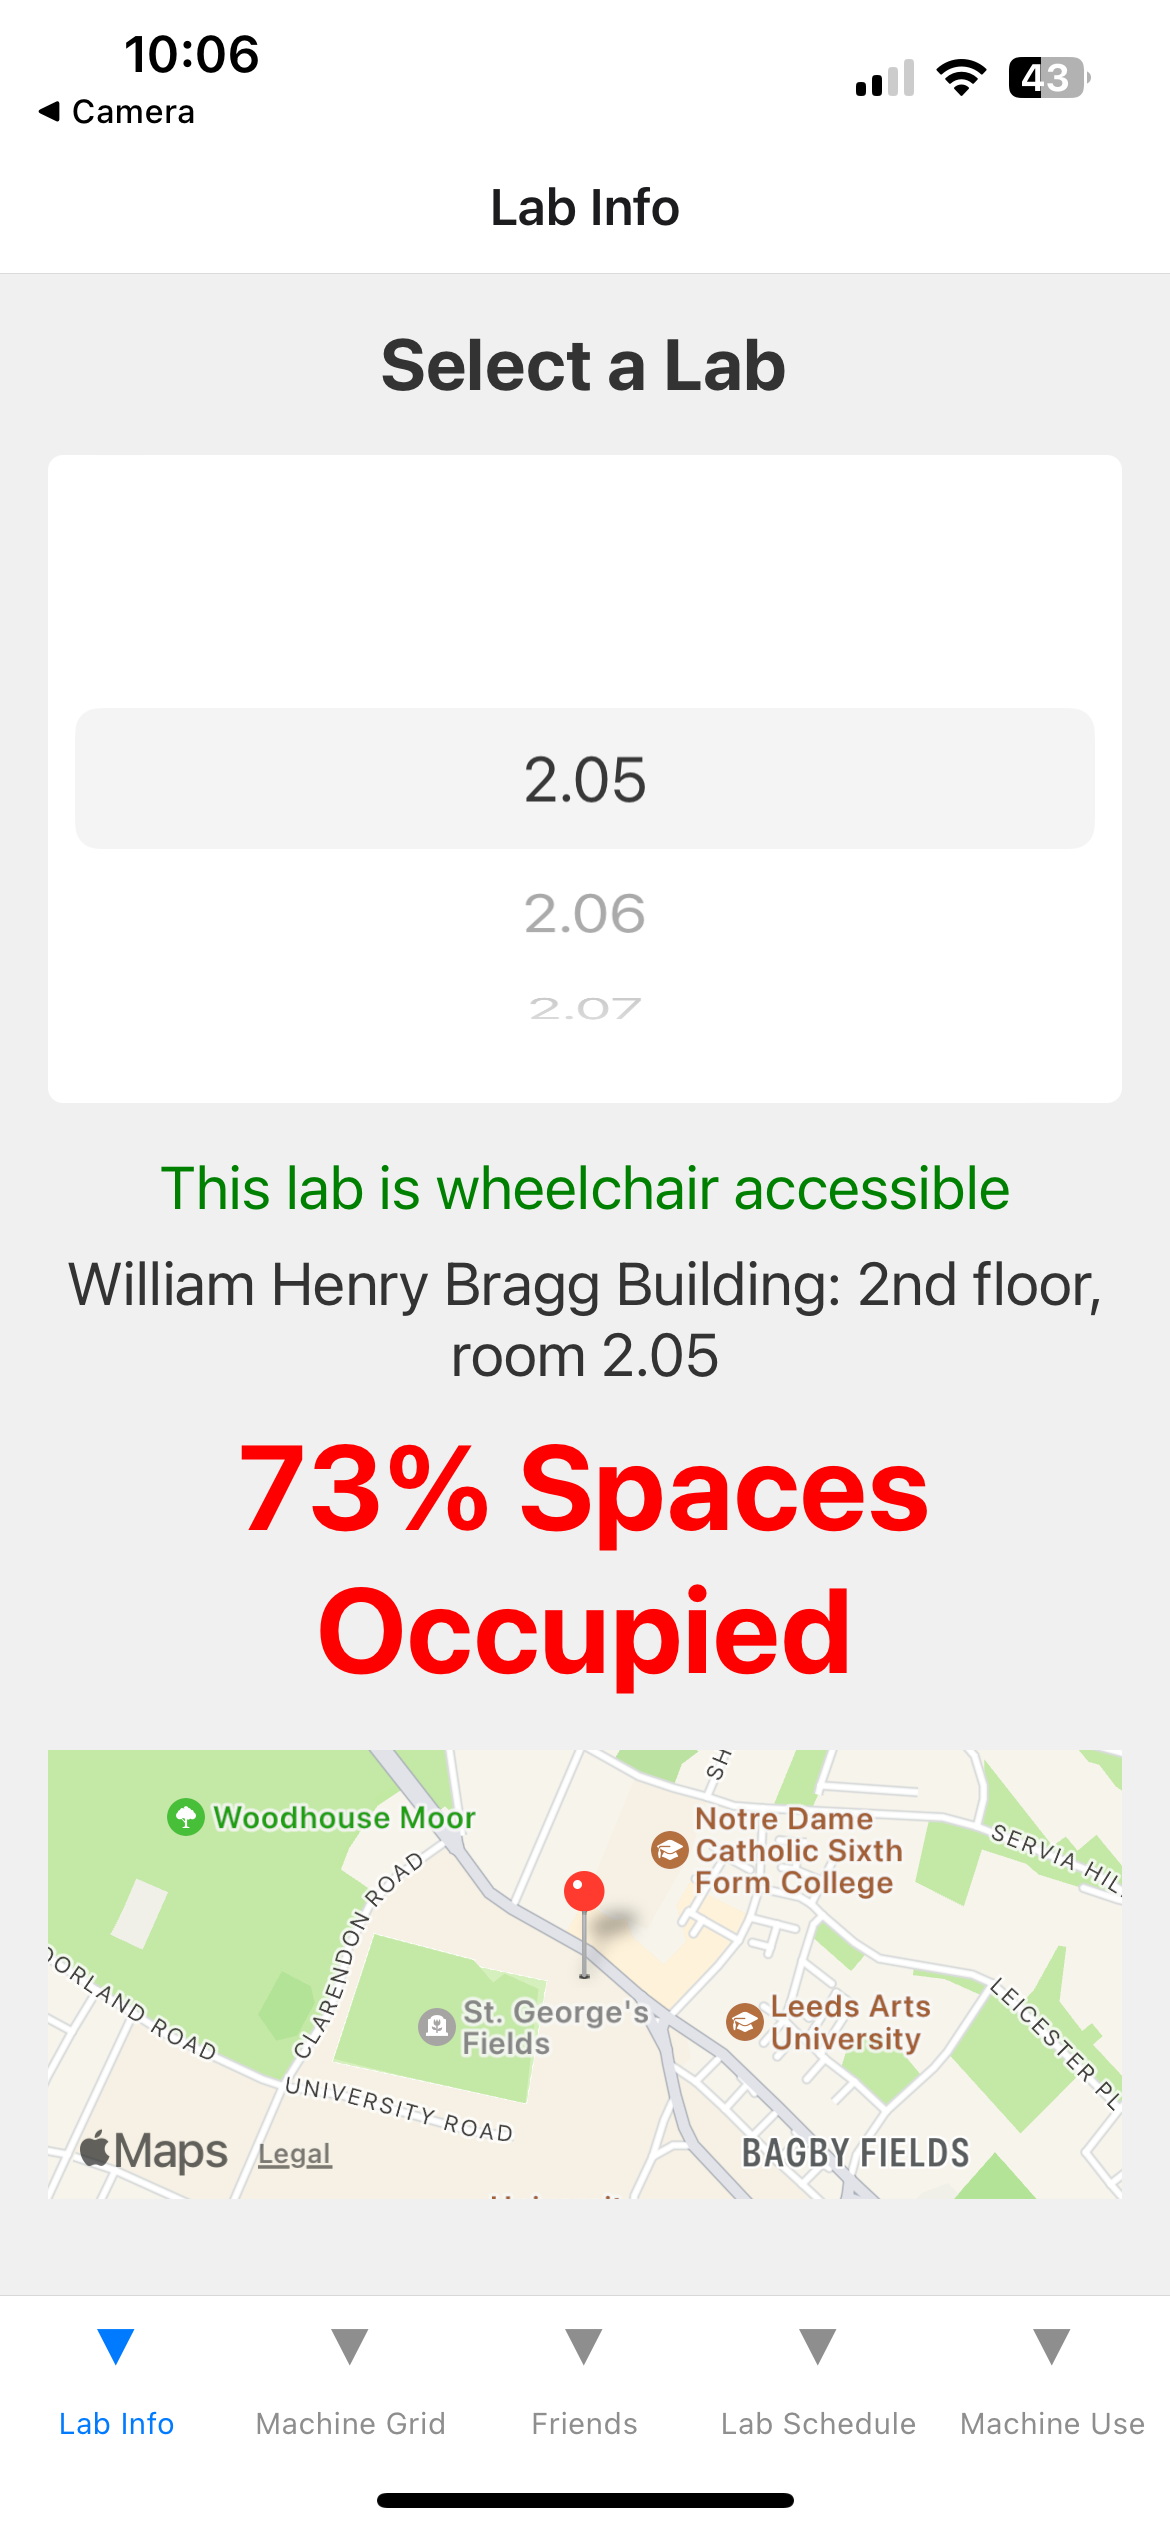 10:06
43
◀ Camera
Lab Info
Select a Lab
2.05
2.06
2.07
This lab is wheelchair accessible
William Henry Bragg Building: 2nd floor,
room 2.05
73% Spaces
Occupied
SH
Woodhouse Moor
Notre Dame
Catholic Sixth
Form College
SERVIA HIL
CLARENDON ROAD
OORLAND ROAD
St. George's
Fields
Leeds Arts
University
LEICESTER PL
UNIVERSITY ROAD
Maps
Legal
BAGBY FIELDS
Lab Info
Machine Grid
Friends
Lab Schedule
Machine Use